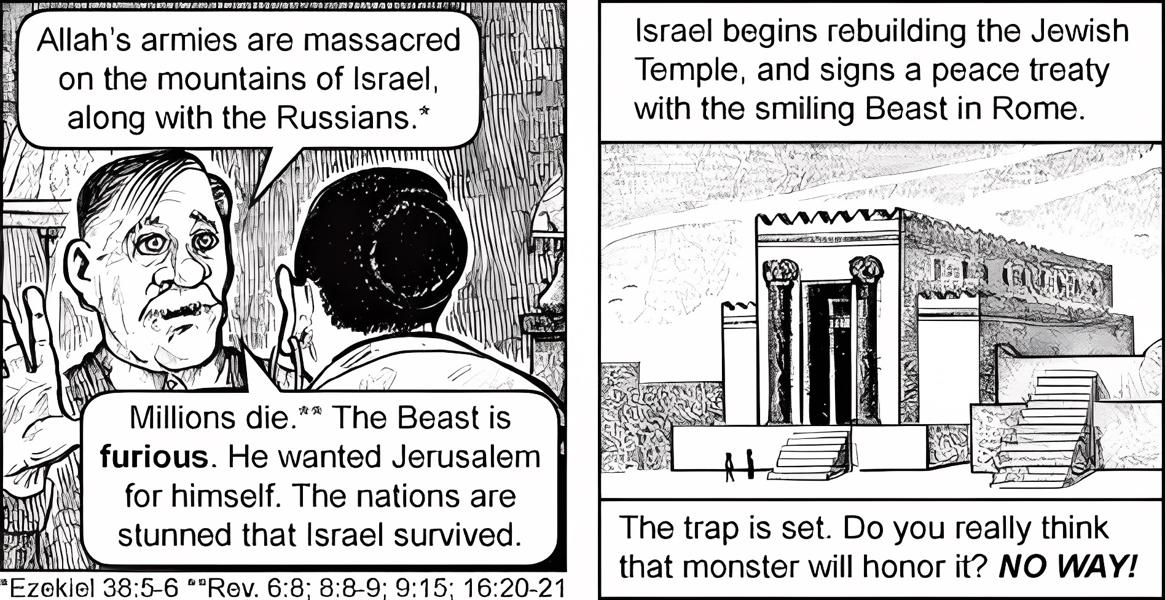 Allah's armies are massacred
on the mountains of Israel,
along with the Russians.*
Millions die.** The Beast is
furious. He wanted Jerusalem
for himself. The nations are
stunned that Israel survived.
*Ezekiel 38:5-6 **Rev. 6:8; 8:8-9; 9:15; 16:20-21
Israel begins rebuilding the Jewish
Temple, and signs a peace treaty
with the smiling Beast in Rome.
The trap is set. Do you really think
that monster will honor it? NO WAY!